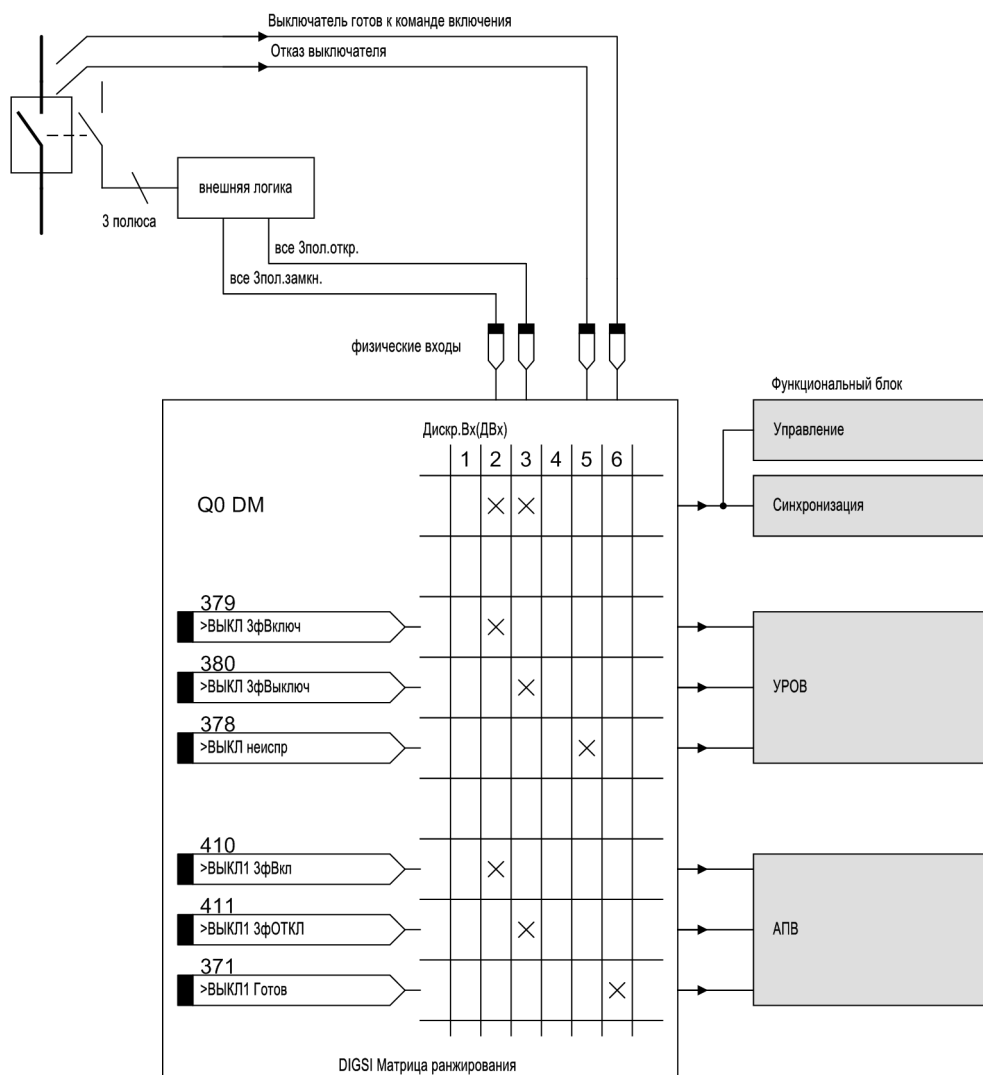 Выключатель готов к команде включения
Отказ выключателя
внешняя логика
3 полюса
все 3пол.откр.
все 3пол.замкн.
физические входы
Функциональный блок
Дискр.Вх(ДВх)
Управление
1 2 3 4 5 6
Q0 DM
Синхронизация
379
>ВЫКЛ 3фВключ
380
>ВЫКЛ 3фВыключ
УРОВ
378
>ВЫКЛ неиспр
410
>ВЫКЛ1 3фВкл
411
>ВЫКЛ1 3фОТКЛ
АПВ
371
>ВЫКЛ1 Готов
DIGSI Матрица ранжирования